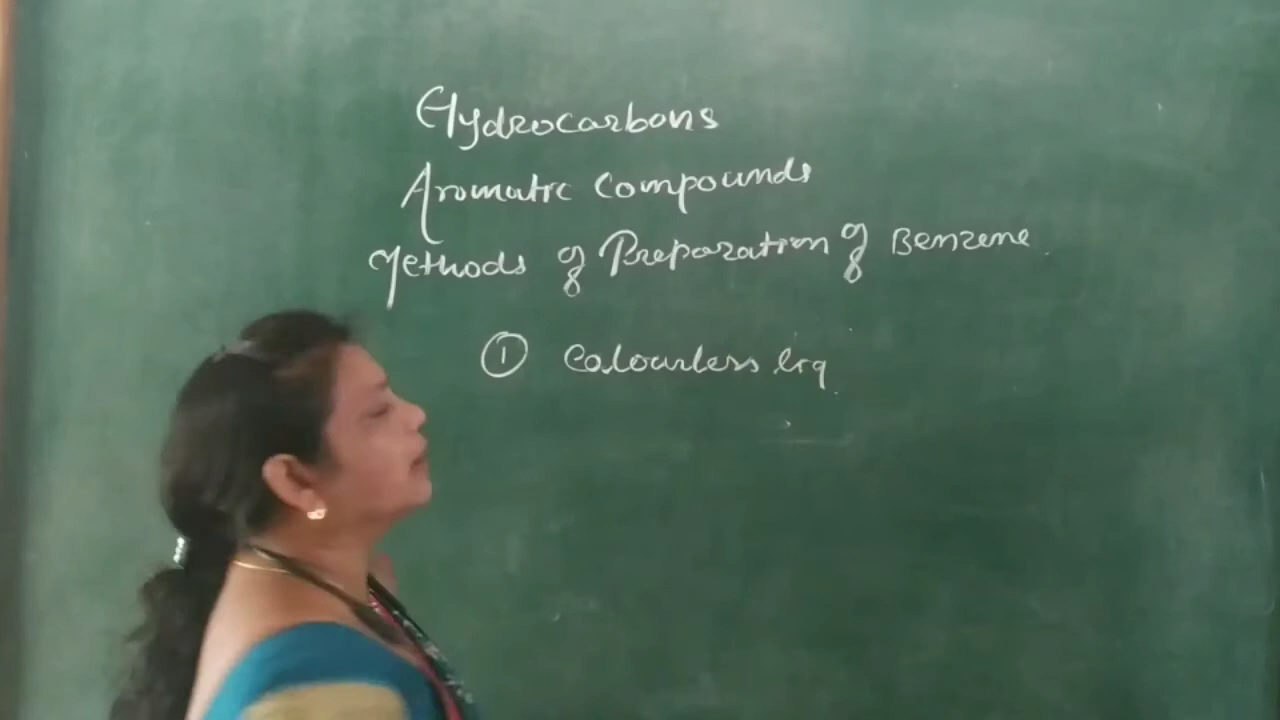 Hydrocarbons
Aromatic Compounds
Methods of Preparation of Benzene
① Colourless liq